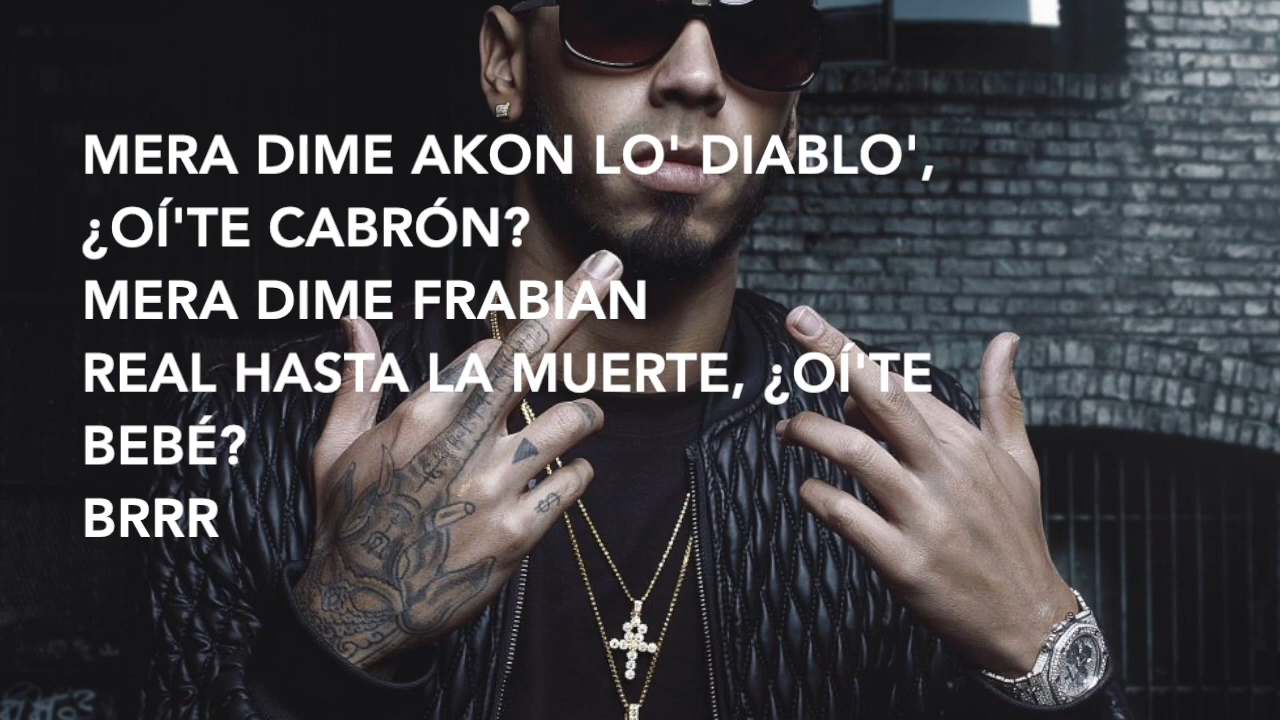 MERA DIME AKON LO' DIABLO',
¿OÍ'TE CABRÓN?
MERA DIME FRABIAN
REAL HASTA LA MUERTE, ¿OÍ'TE
BEBÉ?
BRRR